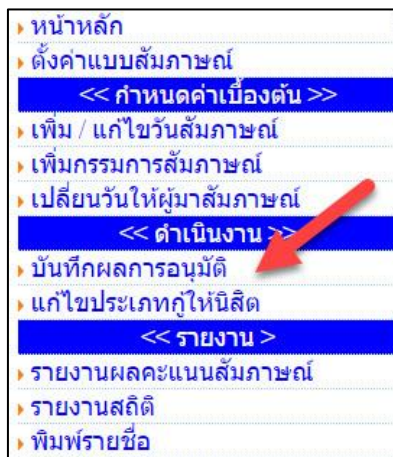 หน้าหลัก
ตั้งค่าแบบสัมภาษณ์
<< กำหนดค่าเบื้องต้น >>
เพิ่ม / แก้ไขวันสัมภาษณ์
เพิ่มกรรมการสัมภาษณ์
เปลี่ยนวันให้ผู้มาสัมภาษณ์
<< ดำเนินงาน >>
บันทึกผลการอนุมัติ
แก้ไขประเภทกู้ให้นิสิต
<< รายงาน >
รายงานผลคะแนนสัมภาษณ์
รายงานสถิติ
พิมพ์รายชื่อ